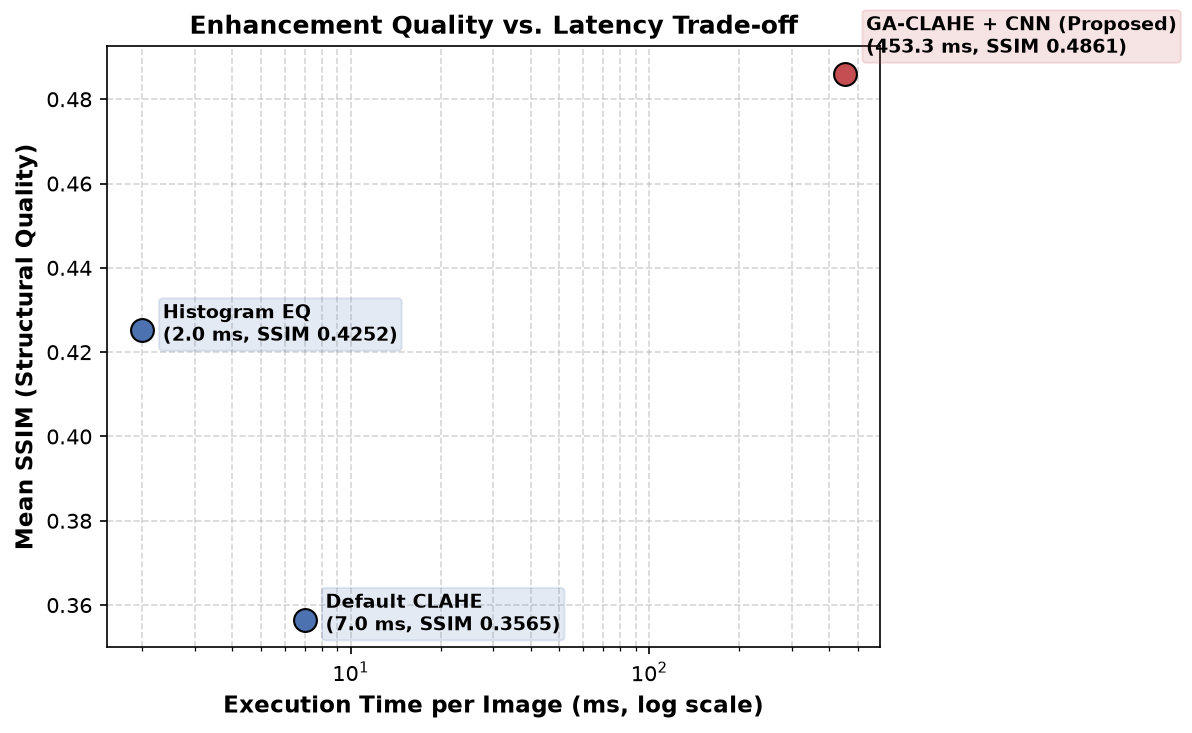 Enhancement Quality vs. Latency Trade-off
GA-CLAHE + CNN (Proposed)
(453.3 ms, SSIM 0.4861)
Mean SSIM (Structural Quality)
0.48
0.46
0.44
0.42
0.40
0.38
0.36
Histogram EQ
(2.0 ms, SSIM 0.4252)
Default CLAHE
(7.0 ms, SSIM 0.3565)
10¹ 10²
Execution Time per Image (ms, log scale)